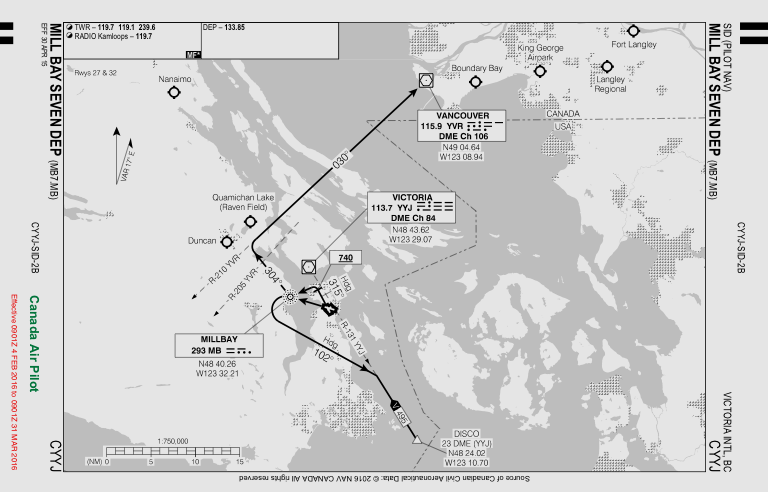 TWR – 119.7 119.1 239.6
RADIO Kamloops – 119.7
MF*
DEP – 133.85
Rwys 27 & 32
Nanaimo
VAR 17° E
Quamichan Lake
(Raven Field)
Duncan
R-210 YVR
R-205 YVR
030°
304°
740
Hdg
315°
Hdg
102°
R-131 YYJ
495
King George
Airpark
Fort Langley
Boundary Bay
Langley
Regional
CANADA
USA
VANCOUVER
115.9 YVR
DME Ch 106
N49 04.64
W123 08.94
VICTORIA
113.7 YYJ
DME Ch 84
N48 43.62
W123 29.07
MILLBAY
293 MB
N48 40.26
W123 32.21
DISCO
23 DME (YYJ)
N48 24.02
W123 10.70
1:750.000
(NM) 0 5 10 15
Source of Canadian Civil Aeronautical Data: © 2016 NAV CANADA All rights reserved
SID (PILOT NAV)
MILL BAY SEVEN DEP (MB7.MB)
CYYJ-SID-2B
VICTORIA INTL, BC
CYYJ
EFF 30 APR 15
MILL BAY SEVEN DEP (MB7.MB)
CYYJ-SID-2B
CYYJ
Canada Air Pilot
Effective 0901Z 4 FEB 2016 to 0901Z 31 MAR 2016